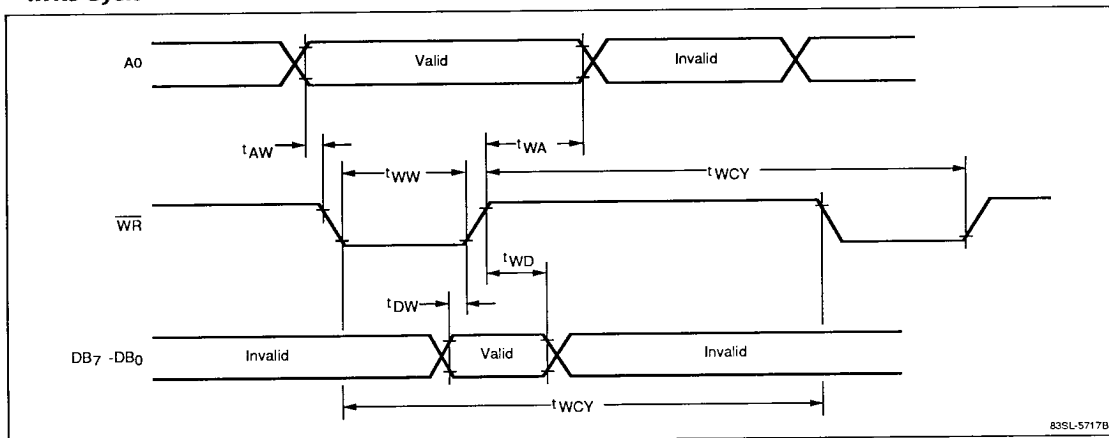 A0
Valid
Invalid
tAW
tWA
tWW
tWCY
WR
tWD
tDW
DB7 -DB0
Invalid
Valid
Invalid
tWCY
83SL-5717B